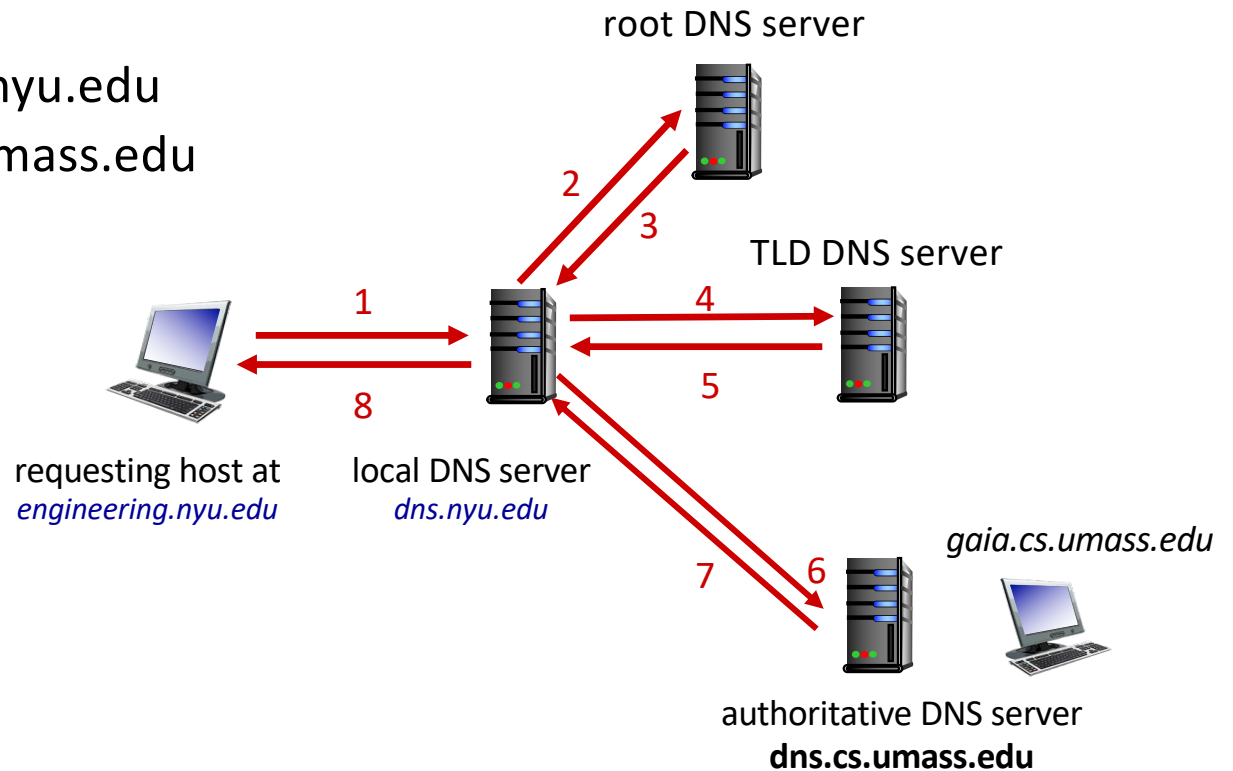 root DNS server
nyu.edu
mass.edu
2
3
TLD DNS server
1
4
5
8
requesting host at
engineering.nyu.edu
local DNS server
dns.nyu.edu
gaia.cs.umass.edu
7
6
authoritative DNS server
dns.cs.umass.edu